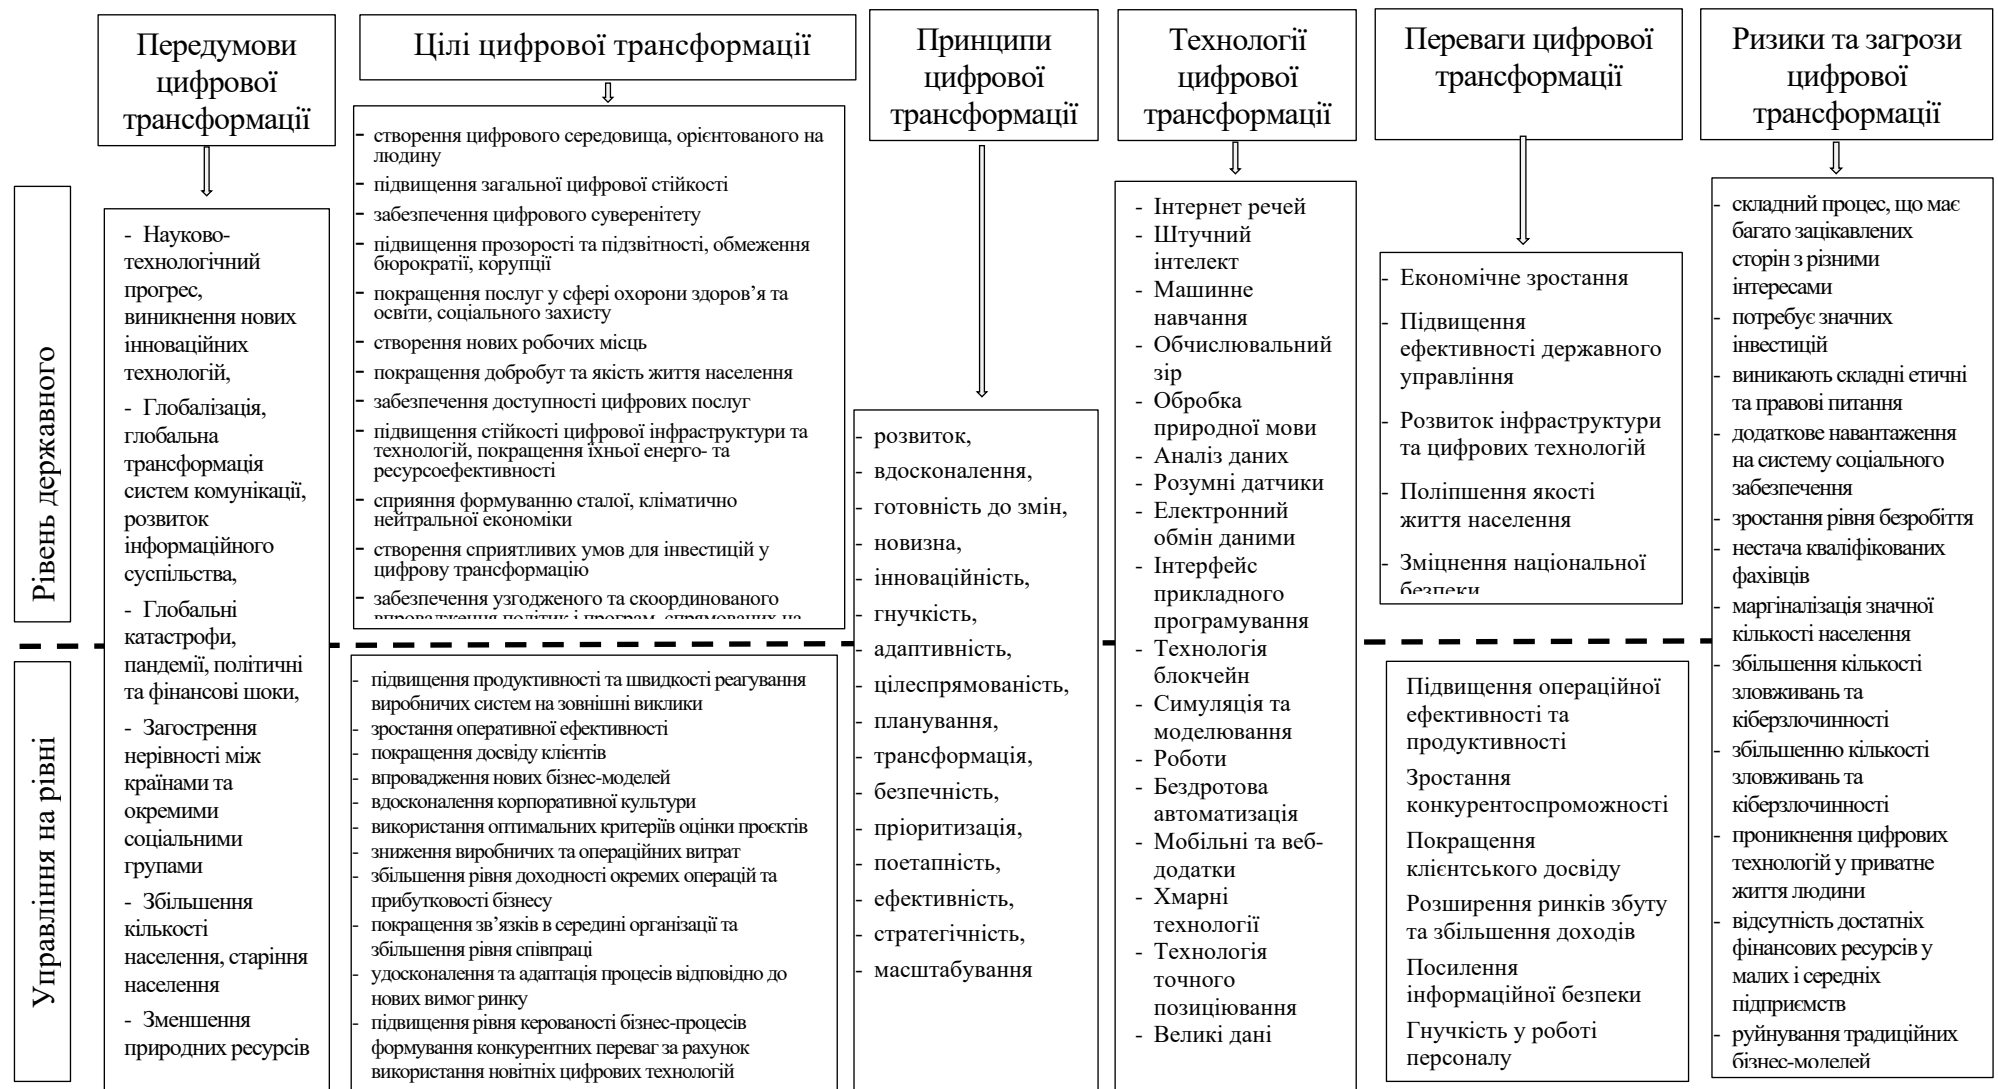 Рівень державного
Управління на рівні
Передумови
цифрової
трансформації
- Науково-
технологічний
прогрес,
виникнення нових
інноваційних
технологій,
- Глобалізація,
глобальна
трансформація
систем комунікації,
розвиток
інформаційного
суспільства,
- Глобальні
катастрофи,
пандемії, політичні
та фінансові шоки,
- Загострення
нерівності між
країнами та
окремими
соціальними
групами
- Збільшення
кількості
населення, старіння
населення
- Зменшення
природних ресурсів
Цілі цифрової трансформації
- створення цифрового середовища, орієнтованого на
людину
- підвищення загальної цифрової стійкості
- забезпечення цифрового суверенітету
- підвищення прозорості та підзвітності, обмеження
бюрократії, корупції
- покращення послуг у сфері охорони здоров’я та
освіти, соціального захисту
- створення нових робочих місць
- покращення добробут та якість життя населення
- забезпечення доступності цифрових послуг
- підвищення стійкості цифрової інфраструктури та
технологій, покращення їхньої енерго- та
ресурсоефективності
- сприяння формуванню сталої, кліматично
нейтральної економіки
- створення сприятливих умов для інвестицій у
цифрову трансформацію
- забезпечення узгодженого та скоординованого
впровадження політик і програм, спрямованих на
- підвищення продуктивності та швидкості реагування
виробничих систем на зовнішні виклики
- зростання оперативної ефективності
- покращення досвіду клієнтів
- впровадження нових бізнес-моделей
- вдосконалення корпоративної культури
- використання оптимальних критеріїв оцінки проєктів
- зниження виробничих та операційних витрат
- збільшення рівня доходності окремих операцій та
прибутковості бізнесу
- покращення зв’язків в середині організації та
збільшення рівня співпраці
- удосконалення та адаптація процесів відповідно до
нових вимог ринку
- підвищення рівня керованості бізнес-процесів
формування конкурентних переваг за рахунок
використання новітніх цифрових технологій
Принципи
цифрової
трансформації
- розвиток,
- вдосконалення,
- готовність до змін,
- новизна,
- інноваційність,
- гнучкість,
- адаптивність,
- цілеспрямованість,
- планування,
- трансформація,
- безпечність,
- пріоритизація,
- поетапність,
- ефективність,
- стратегічність,
- масштабування
Технології
цифрової
трансформації
- Інтернет речей
- Штучний
інтелект
- Машинне
навчання
- Обчислювальний
зір
- Обробка
природної мови
- Аналіз даних
- Розумні датчики
- Електронний
обмін даними
- Інтерфейс
прикладного
програмування
- Технологія
блокчейн
- Симуляція та
моделювання
- Роботи
- Бездротова
автоматизація
- Мобільні та веб-
додатки
- Хмарні
технології
- Технологія
точного
позиціювання
- Великі дані
Переваги цифрової
трансформації
- Економічне зростання
- Підвищення
ефективності державного
управління
- Розвиток інфраструктури
та цифрових технологій
- Поліпшення якості
життя населення
- Зміцнення національної
безпеки
Підвищення операційної
ефективності та
продуктивності
Зростання
конкурентоспроможності
Покращення
клієнтського досвіду
Розширення ринків збуту
та збільшення доходів
Посилення
інформаційної безпеки
Гнучкість у роботі
персоналу
Ризики та загрози
цифрової
трансформації
- складний процес, що має
багато зацікавлених
сторін з різними
інтересами
- потребує значних
інвестицій
- виникають складні етичні
та правові питання
- додаткове навантаження
на систему соціального
забезпечення
- зростання рівня безробіття
- нестача кваліфікованих
фахівців
- маргіналізація значної
кількості населення
- збільшення кількості
зловживань та
кіберзлочинності
- збільшенню кількості
зловживань та
кіберзлочинності
- проникнення цифрових
технологій у приватне
життя людини
- відсутність достатніх
фінансових ресурсів у
малих і середніх
підприємств
- руйнування традиційних
бізнес-моделей